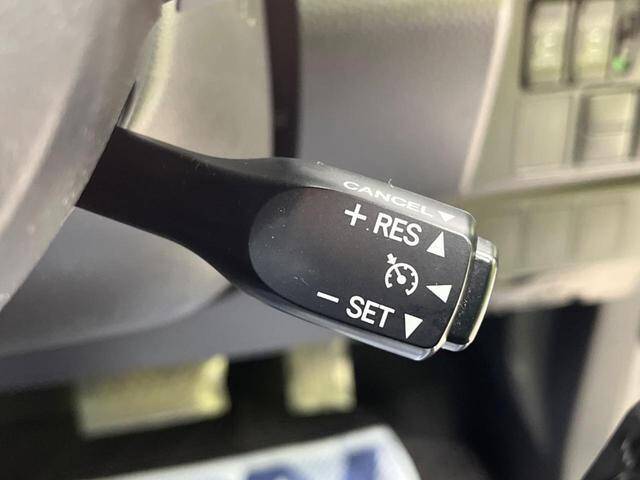 CANCEL ▼
+ RES ▲
◀
− SET ▼